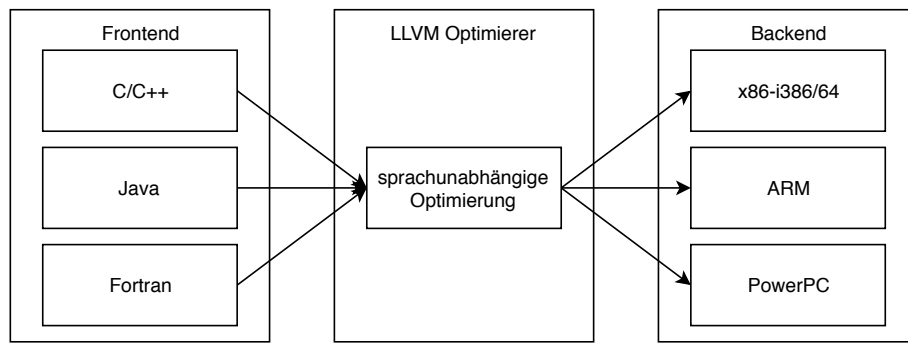 Frontend
C/C++
Java
Fortran
LLVM Optimierer
sprachunabhängige
Optimierung
Backend
x86-i386/64
ARM
PowerPC